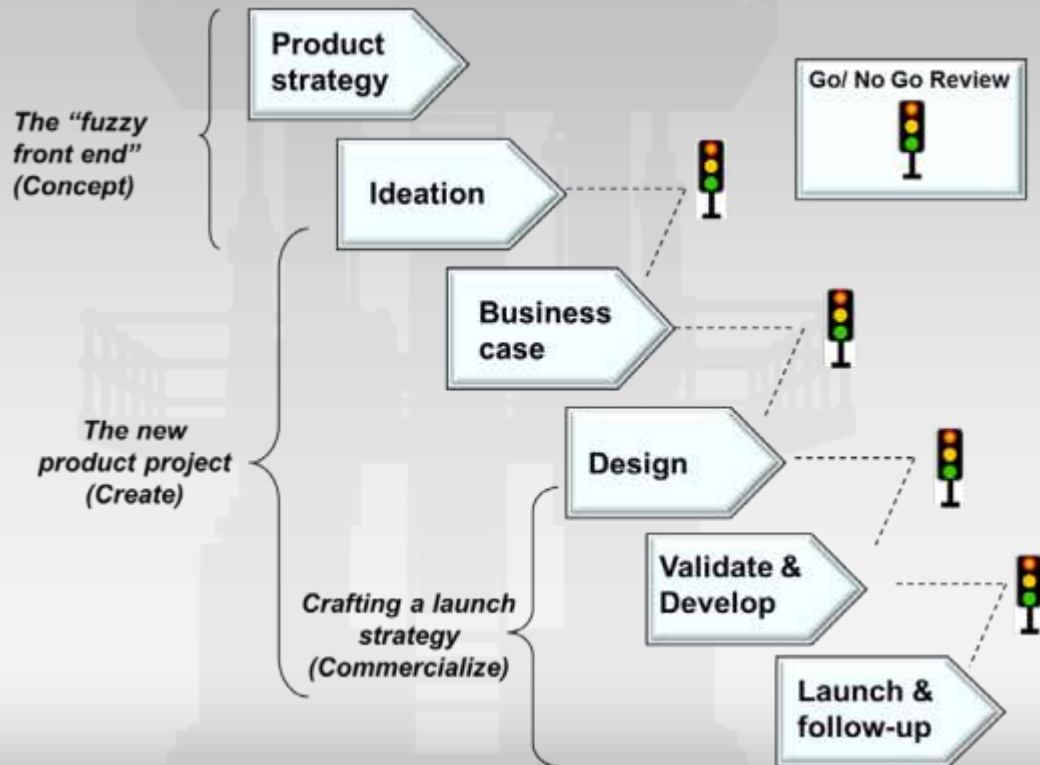 Product
strategy
Go/ No Go Review
The “fuzzy
front end”
(Concept)
Ideation
Business
case
The new
product project
(Create)
Design
Validate &
Develop
Crafting a launch
strategy
(Commercialize)
Launch &
follow-up